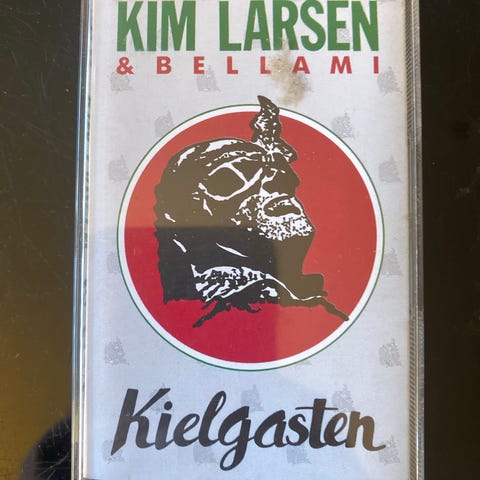 KIM LARSEN
& BELLAMI
Kielgasten